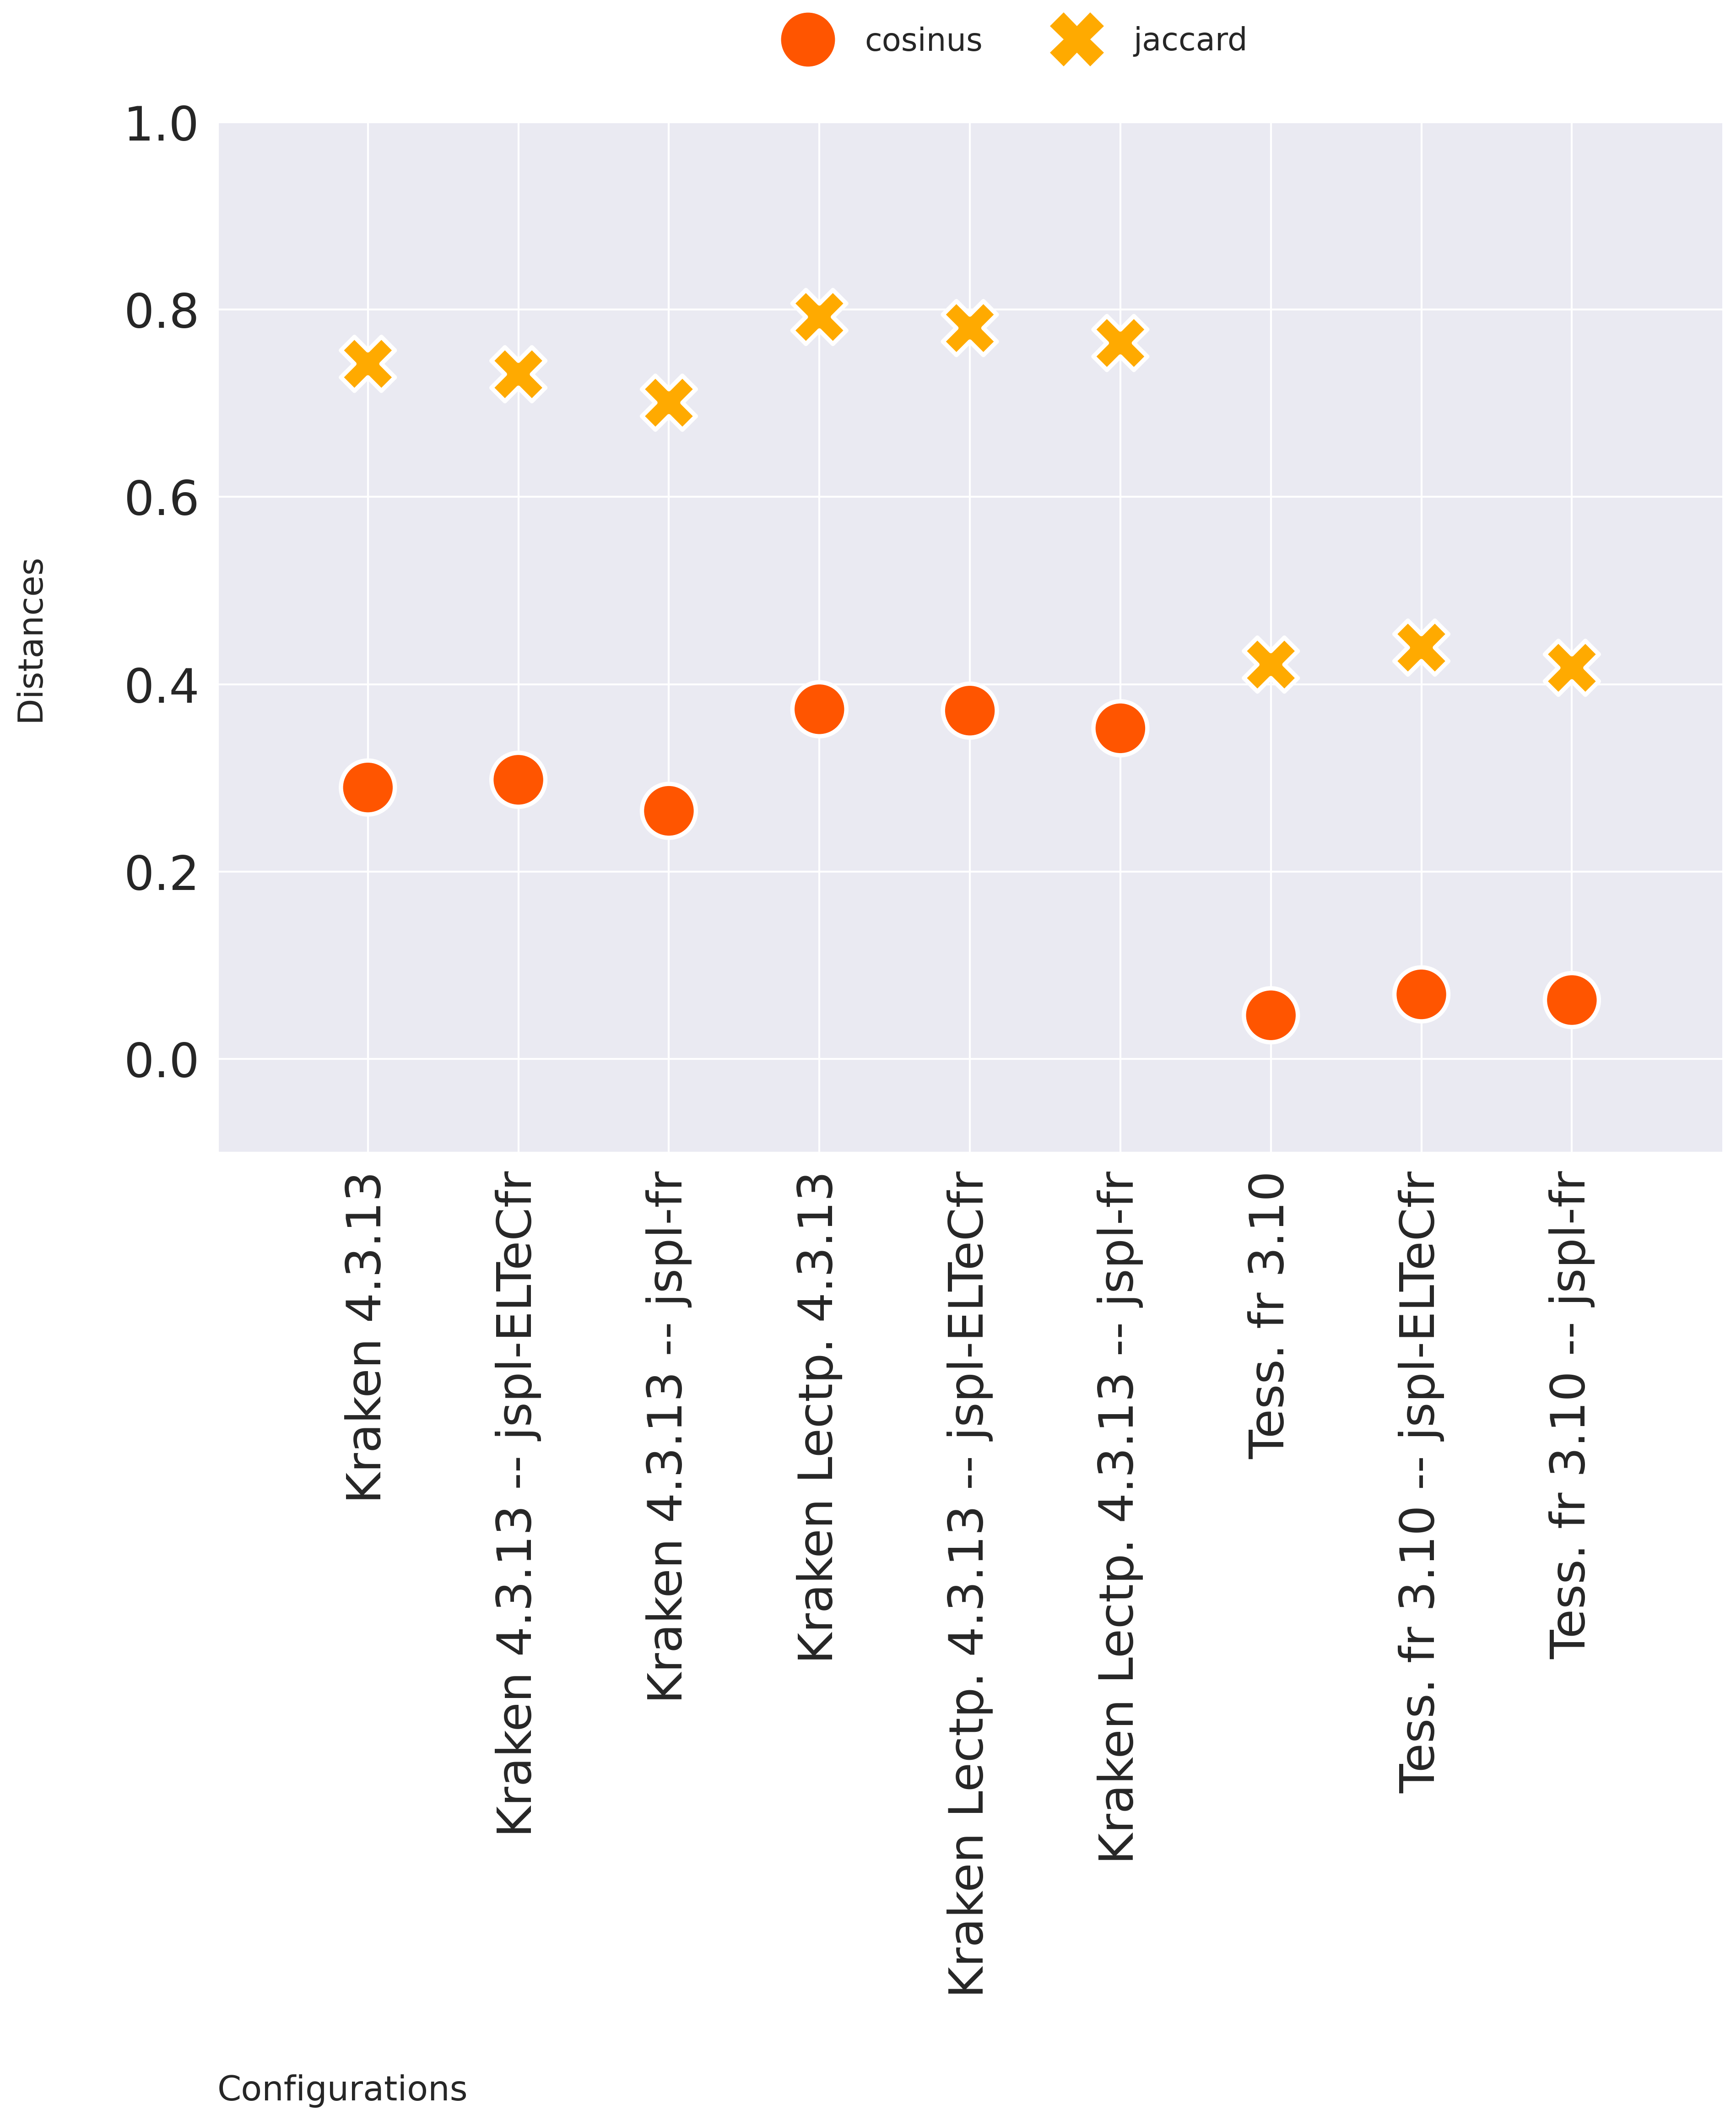 cosinus jaccard
1.0
0.8
0.6
0.4
0.2
0.0
Distances
Kraken 4.3.13
Kraken 4.3.13 -- jspl-ELTeCfr
Kraken 4.3.13 -- jspl-fr
Kraken Lectp. 4.3.13
Kraken Lectp. 4.3.13 -- jspl-ELTeCfr
Kraken Lectp. 4.3.13 -- jspl-fr
Tess. fr 3.10
Tess. fr 3.10 -- jspl-ELTeCfr
Tess. fr 3.10 -- jspl-fr
Configurations